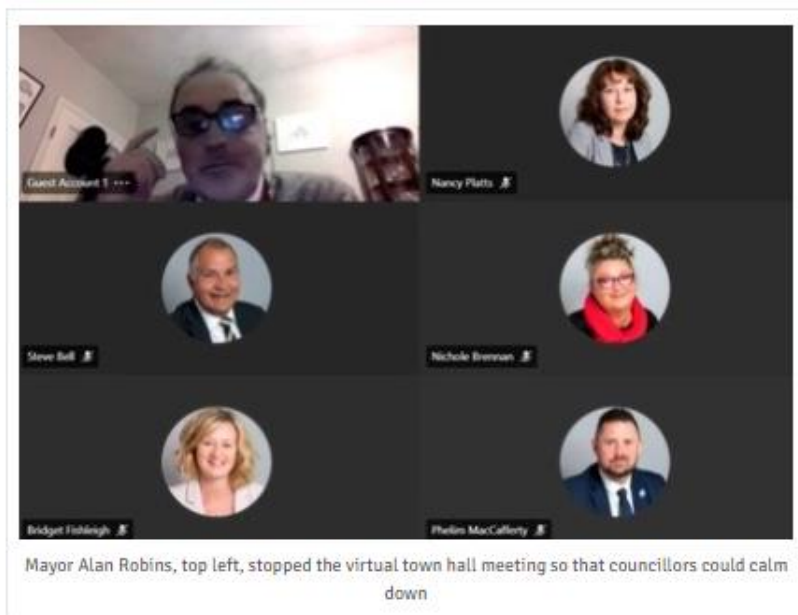 Guest Account 1 ...
Nancy Platts
Steve Bell
Nichole Brennan
Bridget Fishleigh
Phelim MacCafferty
Mayor Alan Robins, top left, stopped the virtual town hall meeting so that councillors could calm
down